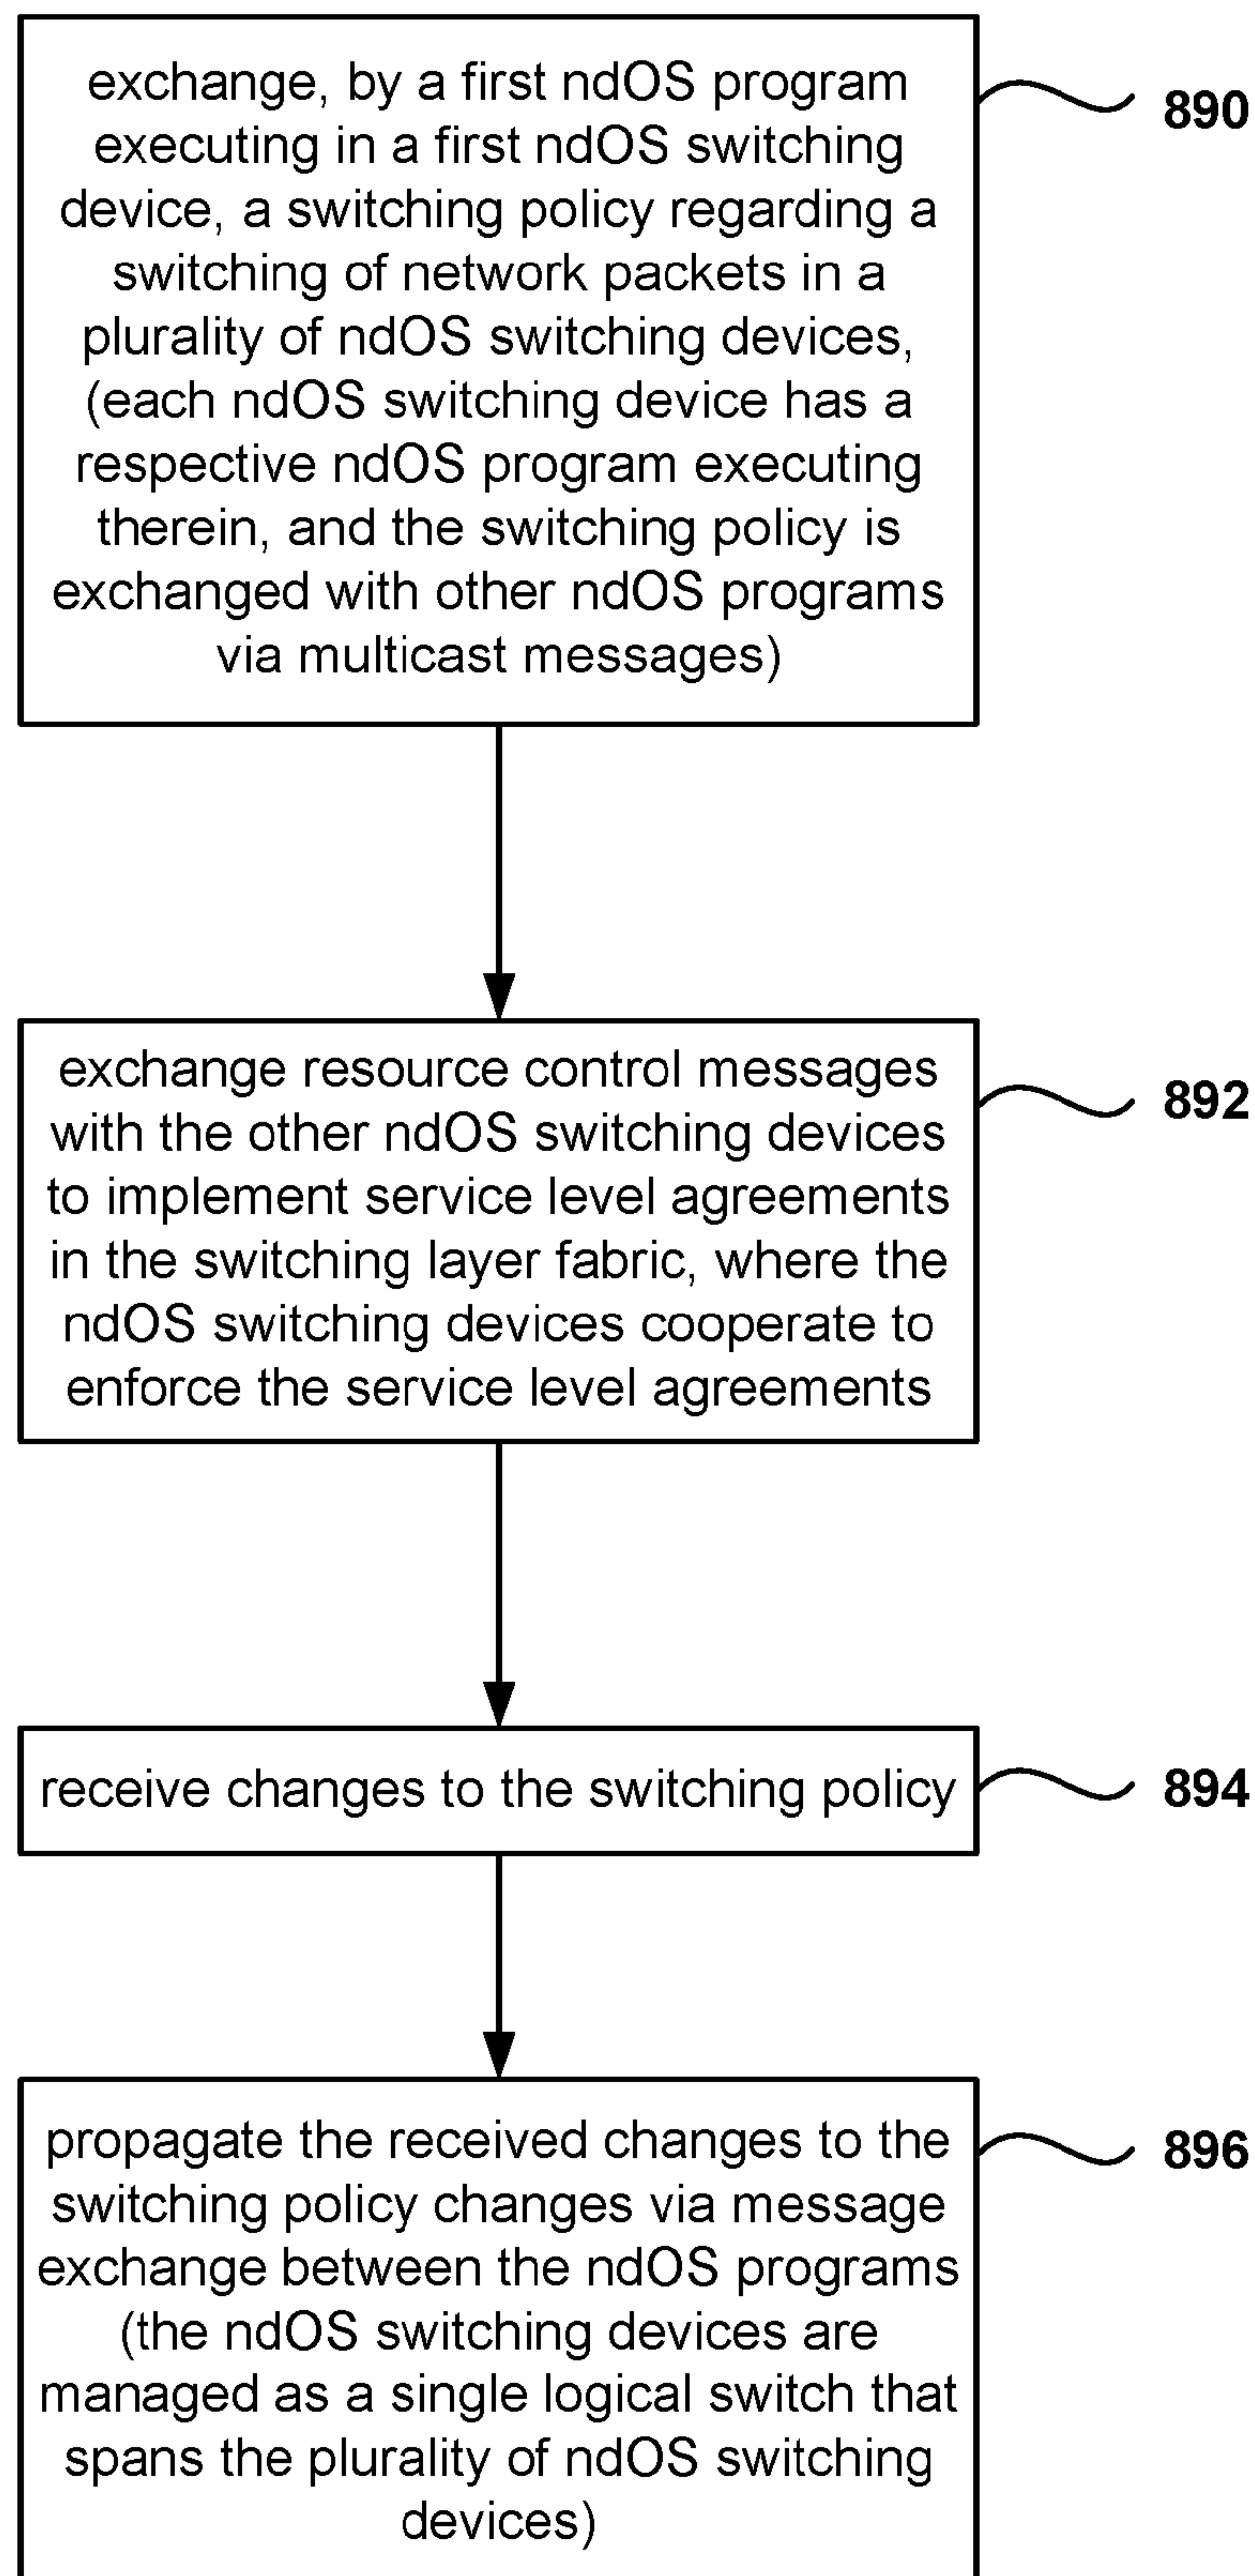 exchange, by a first ndOS program
executing in a first ndOS switching
device, a switching policy regarding a
switching of network packets in a
plurality of ndOS switching devices,
(each ndOS switching device has a
respective ndOS program executing
therein, and the switching policy is
exchanged with other ndOS programs
via multicast messages)
890
exchange resource control messages
with the other ndOS switching devices
to implement service level agreements
in the switching layer fabric, where the
ndOS switching devices cooperate to
enforce the service level agreements
892
receive changes to the switching policy
894
propagate the received changes to the
switching policy changes via message
exchange between the ndOS programs
(the ndOS switching devices are
managed as a single logical switch that
spans the plurality of ndOS switching
devices)
896